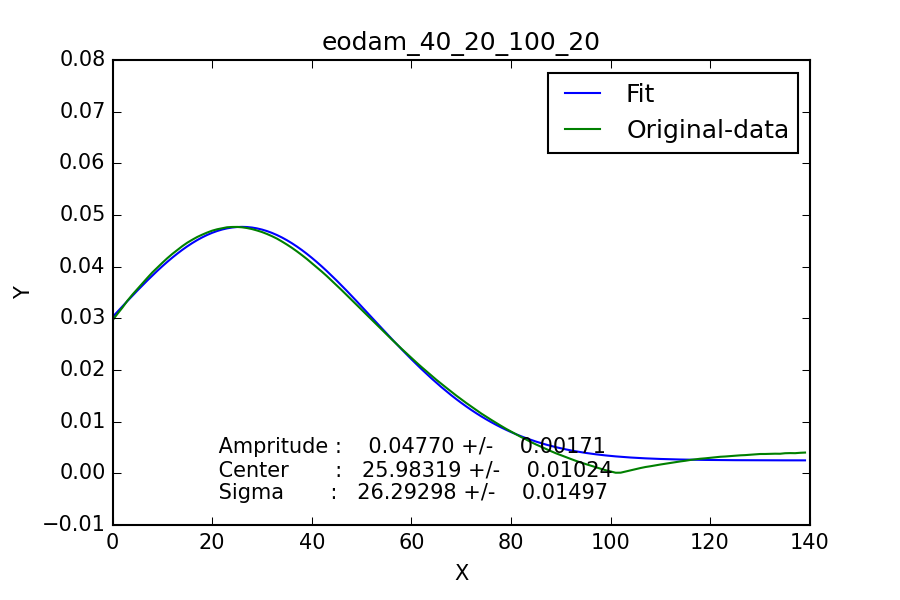 eodam_40_20_100_20
0.08
0.07
0.06
0.05
0.04
0.03
0.02
0.01
0.00
−0.01
Y
Fit
Original-data
Ampritude : 0.04770 +/- 0.00171
Center : 25.98319 +/- 0.01024
Sigma : 26.29298 +/- 0.01497
0 20 40 60 80 100 120 140
X